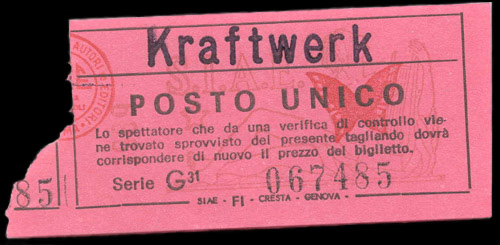 Kraftwerk
S.I.A.E.
POSTO UNICO
Lo spettatore che da una verifica di controllo vie-
ne trovato sprovvisto del presente tagliando dovrà
corrispondere di nuovo il prezzo del biglietto.
Serie G31 067485
85
SIAE - FI - CRESTA - GENOVA -